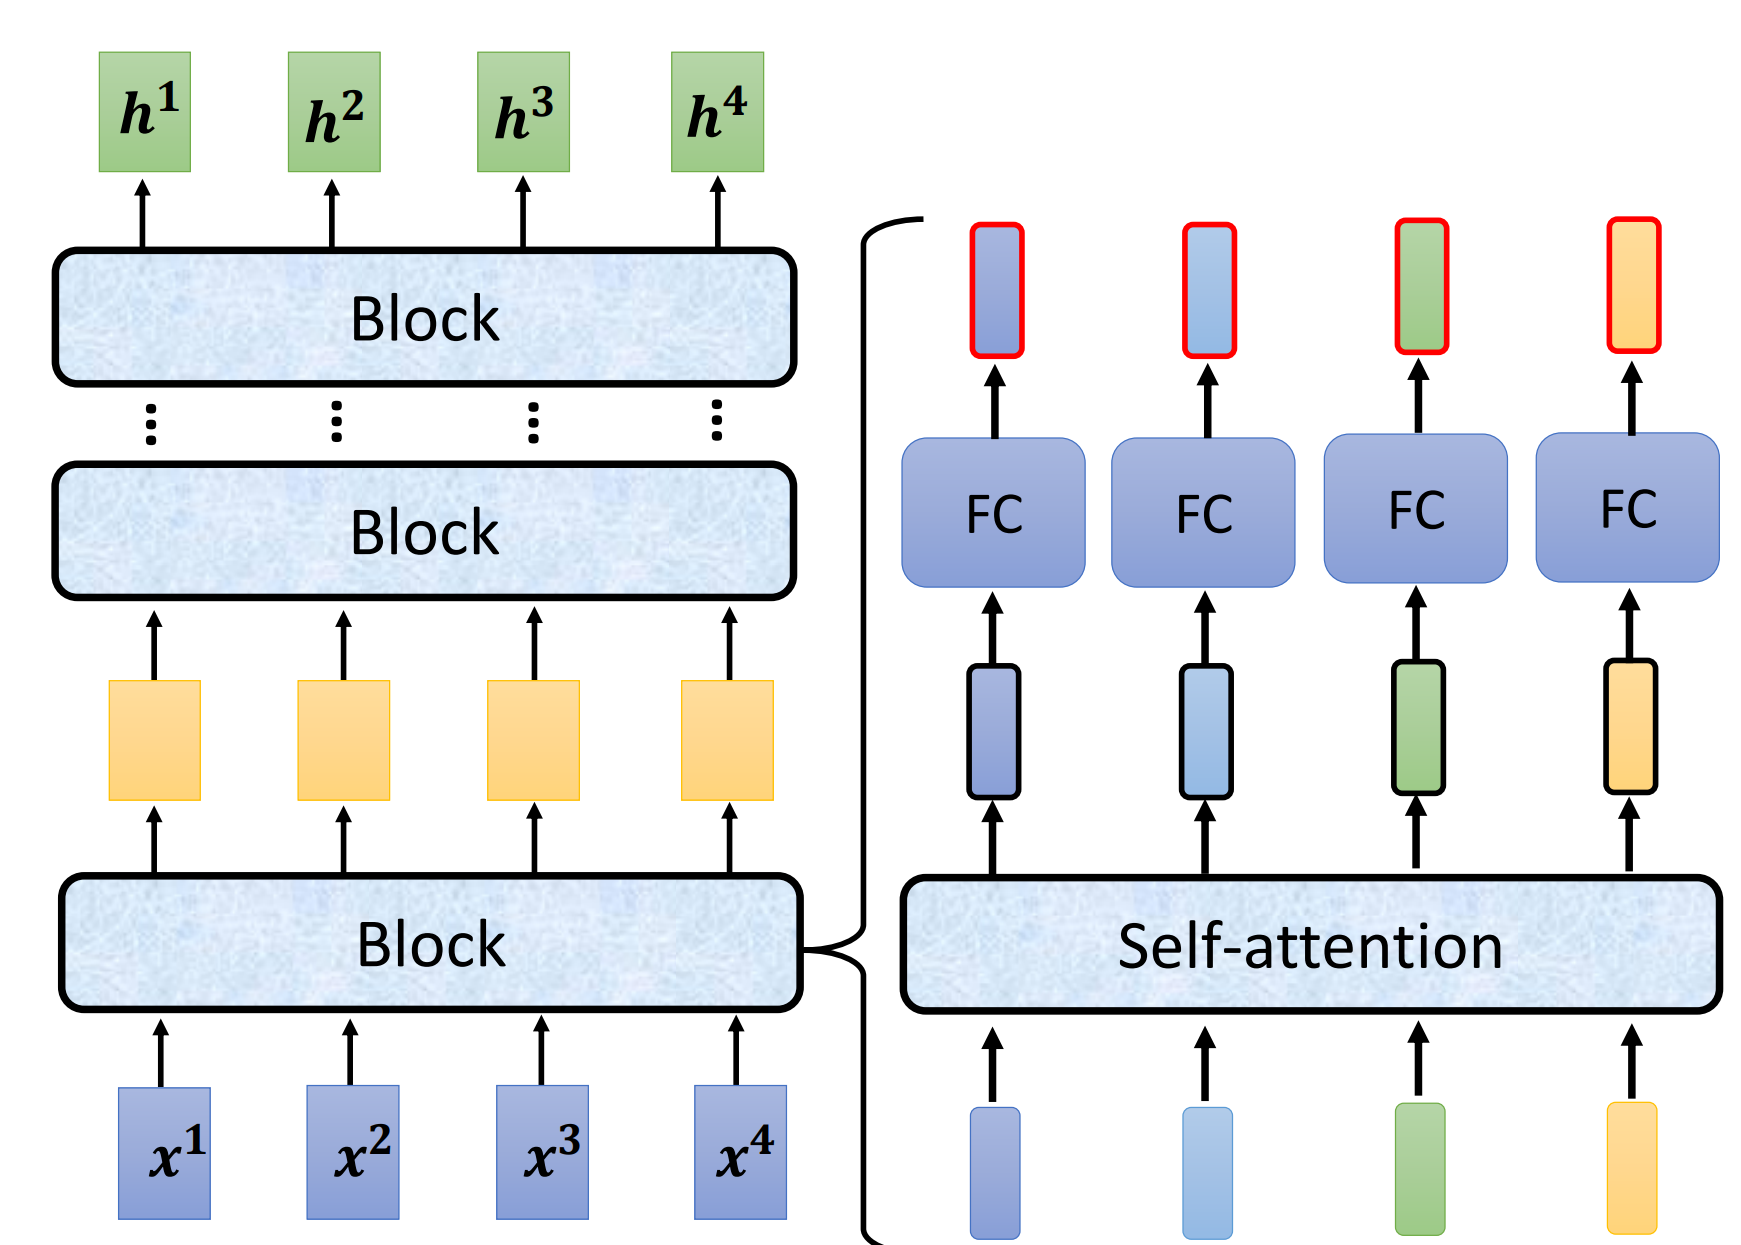 h¹ h² h³ h⁴
Block
Block
Block
x¹ x² x³ x⁴
FC FC FC FC
Self-attention